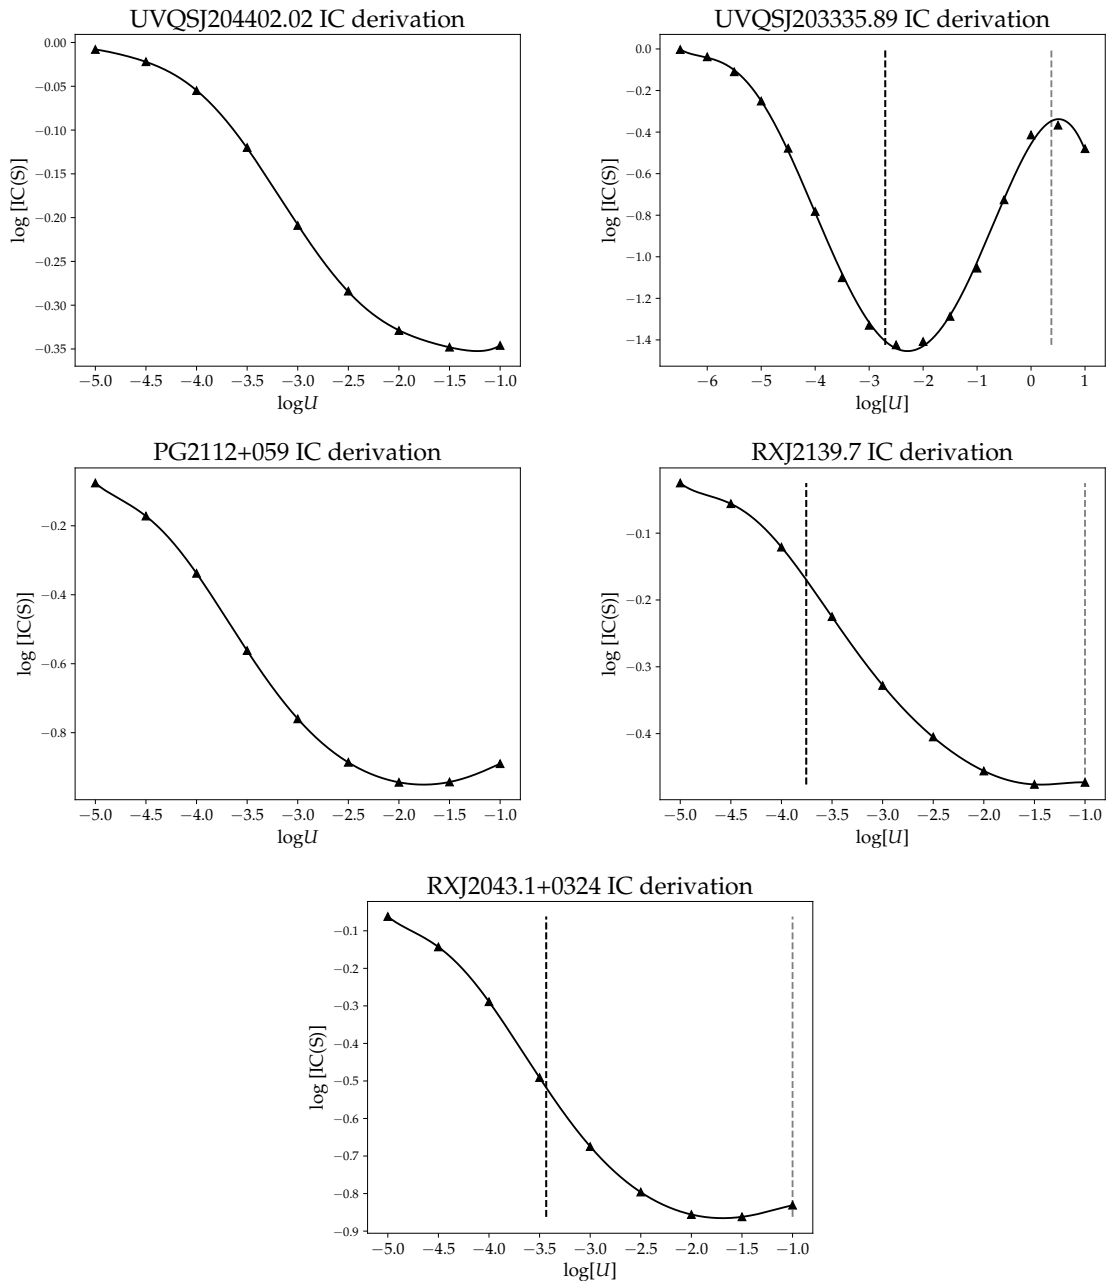 UVQSJ204402.02 IC derivation
0.00
−0.05
−0.10
−0.15
−0.20
−0.25
−0.30
−0.35
log [IC(S)]
−5.0 −4.5 −4.0 −3.5 −3.0 −2.5 −2.0 −1.5 −1.0
logU
UVQSJ203335.89 IC derivation
0.0
−0.2
−0.4
−0.6
−0.8
−1.0
−1.2
−1.4
log [IC(S)]
−6 −5 −4 −3 −2 −1 0 1
log[U]
PG2112+059 IC derivation
−0.2
−0.4
−0.6
−0.8
log [IC(S)]
−5.0 −4.5 −4.0 −3.5 −3.0 −2.5 −2.0 −1.5 −1.0
logU
RXJ2139.7 IC derivation
−0.1
−0.2
−0.3
−0.4
log [IC(S)]
−5.0 −4.5 −4.0 −3.5 −3.0 −2.5 −2.0 −1.5 −1.0
log[U]
RXJ2043.1+0324 IC derivation
−0.1
−0.2
−0.3
−0.4
−0.5
−0.6
−0.7
−0.8
−0.9
log [IC(S)]
−5.0 −4.5 −4.0 −3.5 −3.0 −2.5 −2.0 −1.5 −1.0
log[U]